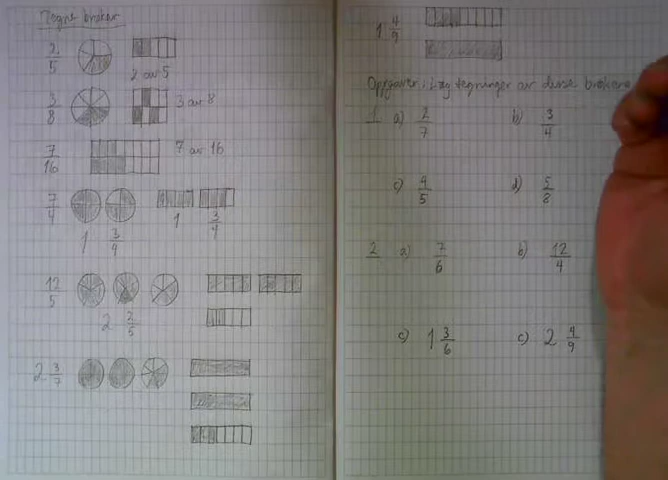 Tegne brøker
2/5
2 av 5
3/8
3 av 8
7/16
7 av 16
7/4
1 3/4
1 3/4
12/5
2 2/5
2 3/7
1 4/9
Oppgaver: Lag tegninger av disse brøkene
1 a) 2/7 b) 3/4
c) 4/5 d) 5/8
2 a) 7/6 b) 12/4
c) 1 3/6 c) 2 4/9